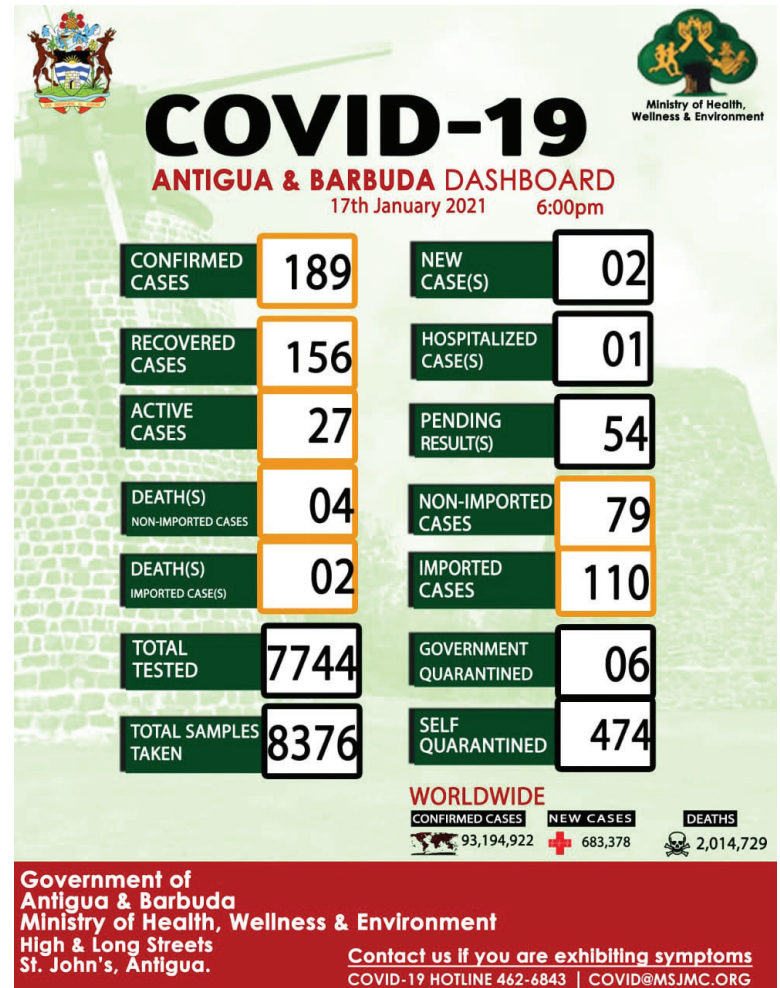 Ministry of Health,
Wellness & Environment
COVID-19
ANTIGUA & BARBUDA DASHBOARD
17th January 2021 6:00pm
CONFIRMED
CASES
189
RECOVERED
CASES
156
ACTIVE
CASES
27
DEATH(S)
NON-IMPORTED CASES
04
DEATH(S)
IMPORTED CASE(S)
02
TOTAL
TESTED
7744
TOTAL SAMPLES
TAKEN
8376
NEW
CASE(S)
02
HOSPITALIZED
CASE(S)
01
PENDING
RESULT(S)
54
NON-IMPORTED
CASES
79
IMPORTED
CASES
110
GOVERNMENT
QUARANTINED
06
SELF
QUARANTINED
474
WORLDWIDE
CONFIRMED CASES NEW CASES DEATHS
93,194,922 683,378 2,014,729
Government of
Antigua & Barbuda
Ministry of Health, Wellness & Environment
High & Long Streets
St. John's, Antigua.
Contact us if you are exhibiting symptoms
COVID-19 HOTLINE 462-6843 | COVID@MSJMC.ORG